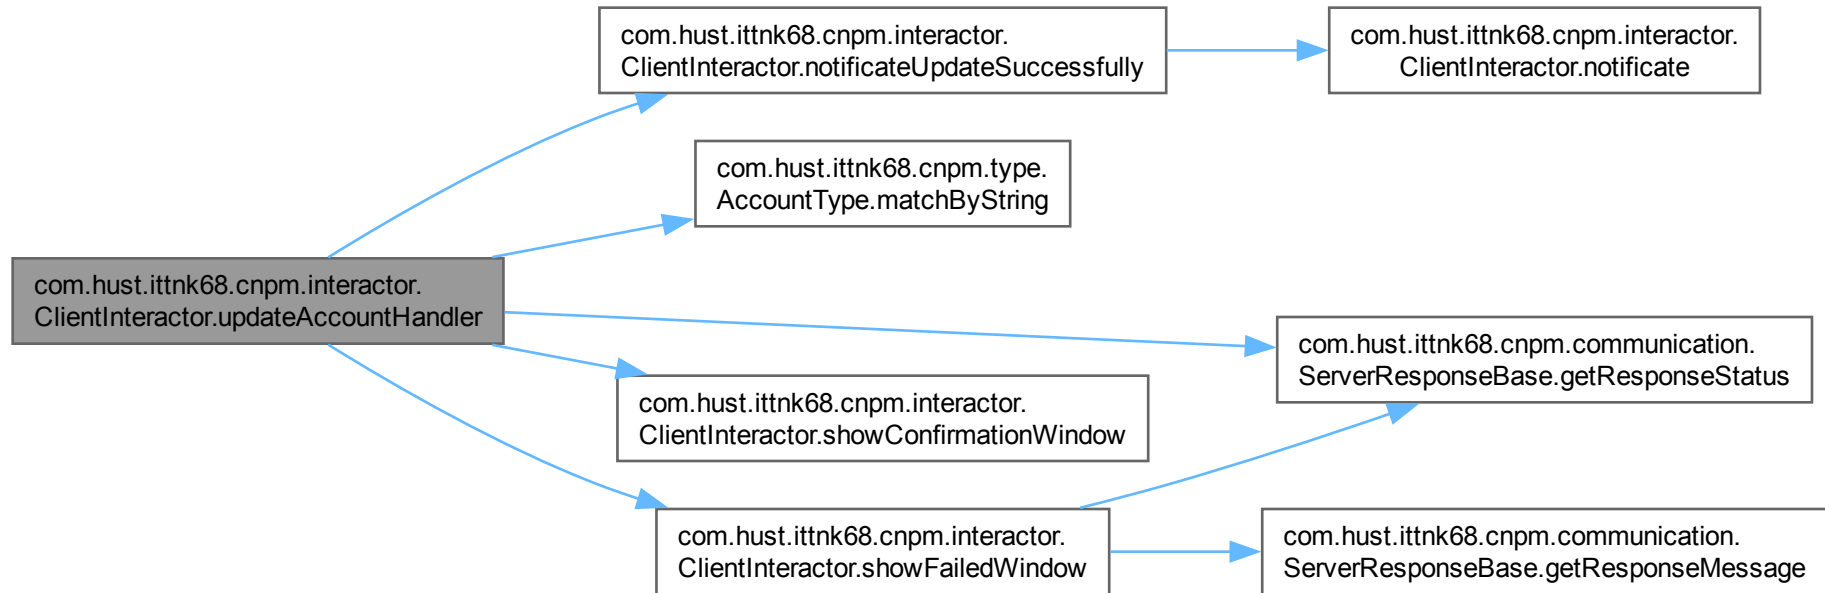 com.hust.ittnk68.cnpm.interactor.
ClientInteractor.notificateUpdateSuccessfully
com.hust.ittnk68.cnpm.interactor.
ClientInteractor.notificate
com.hust.ittnk68.cnpm.type.
AccountType.matchByString
com.hust.ittnk68.cnpm.interactor.
ClientInteractor.updateAccountHandler
com.hust.ittnk68.cnpm.communication.
ServerResponseBase.getResponseStatus
com.hust.ittnk68.cnpm.interactor.
ClientInteractor.showConfirmationWindow
com.hust.ittnk68.cnpm.interactor.
ClientInteractor.showFailedWindow
com.hust.ittnk68.cnpm.communication.
ServerResponseBase.getResponseMessage